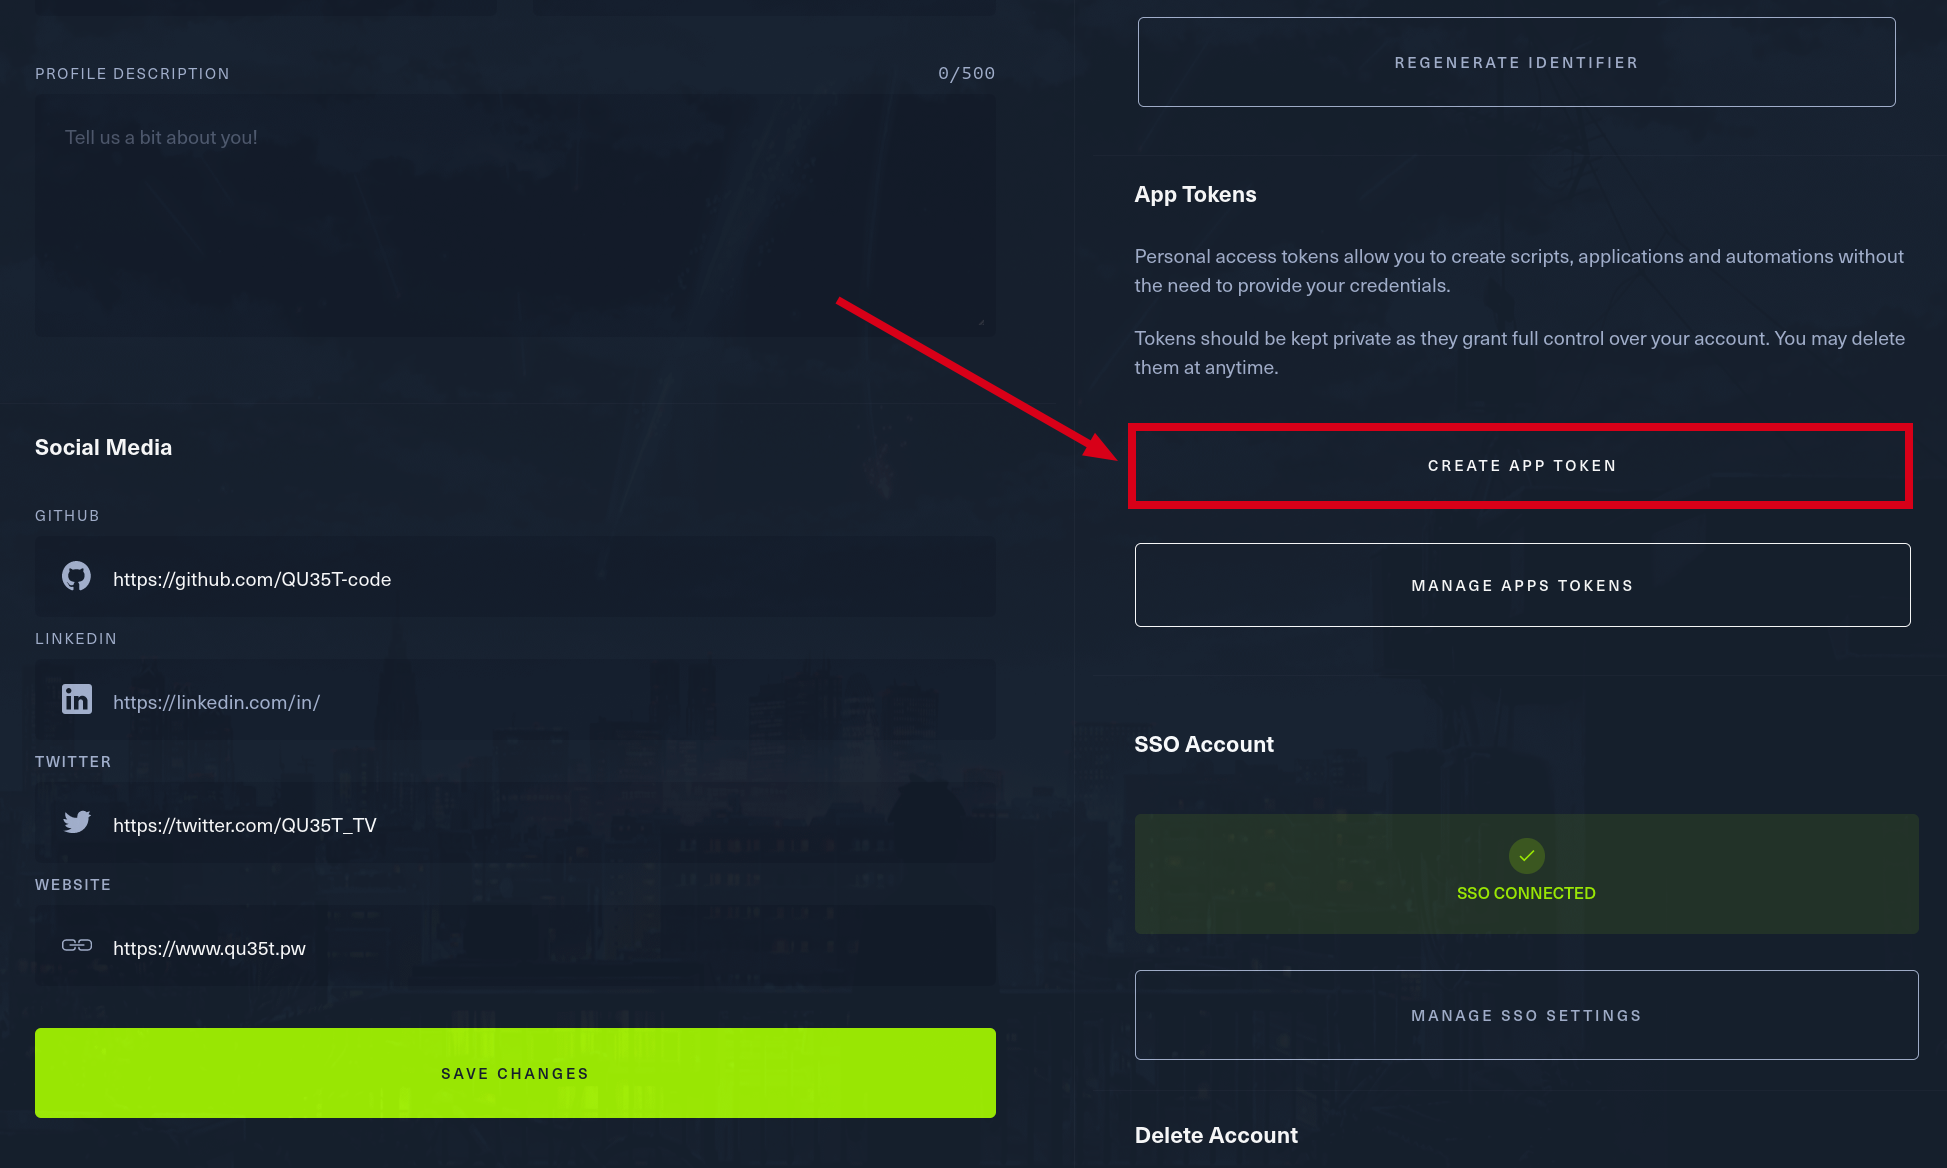 PROFILE DESCRIPTION
0/500
Tell us a bit about you!
Social Media
GITHUB
https://github.com/QU35T-code
LINKEDIN
https://linkedin.com/in/
TWITTER
https://twitter.com/QU35T_TV
WEBSITE
https://www.qu35t.pw
SAVE CHANGES
REGENERATE IDENTIFIER
App Tokens
Personal access tokens allow you to create scripts, applications and automations without
the need to provide your credentials.
Tokens should be kept private as they grant full control over your account. You may delete
them at anytime.
CREATE APP TOKEN
MANAGE APPS TOKENS
SSO Account
SSO CONNECTED
MANAGE SSO SETTINGS
Delete Account